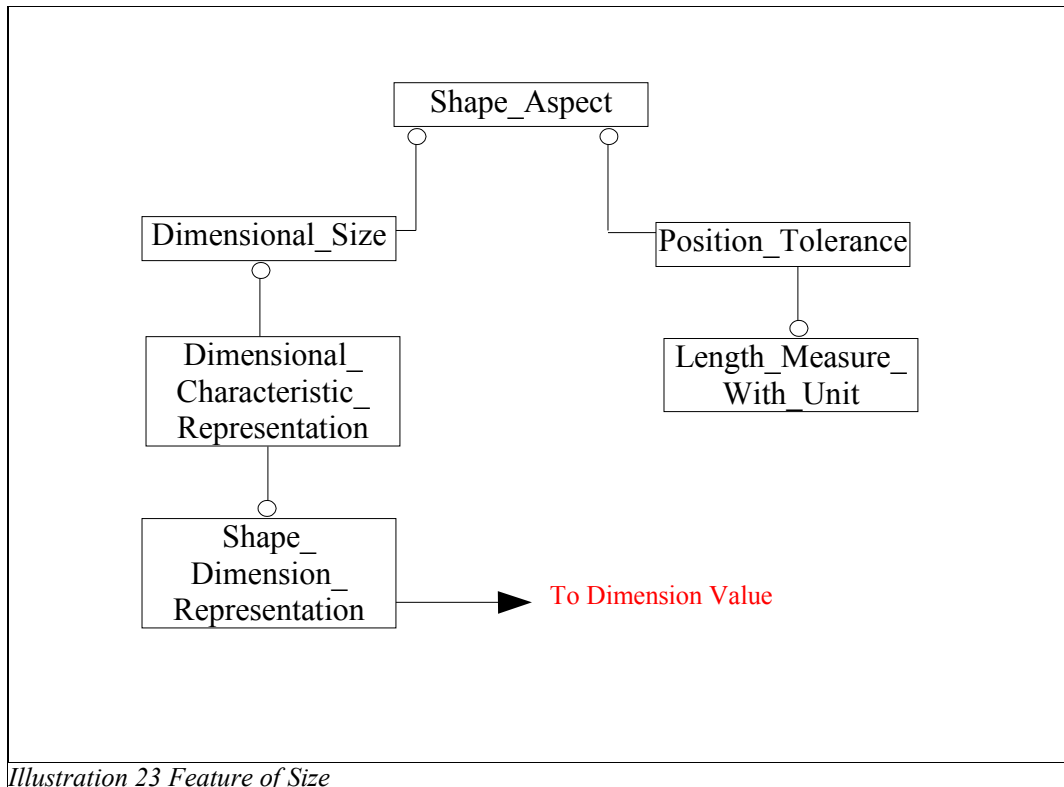 Shape_Aspect
Dimensional_Size
Position_Tolerance
Dimensional_
Characteristic_
Representation
Length_Measure_
With_Unit
Shape_
Dimension_
Representation
To Dimension Value
Illustration 23 Feature of Size